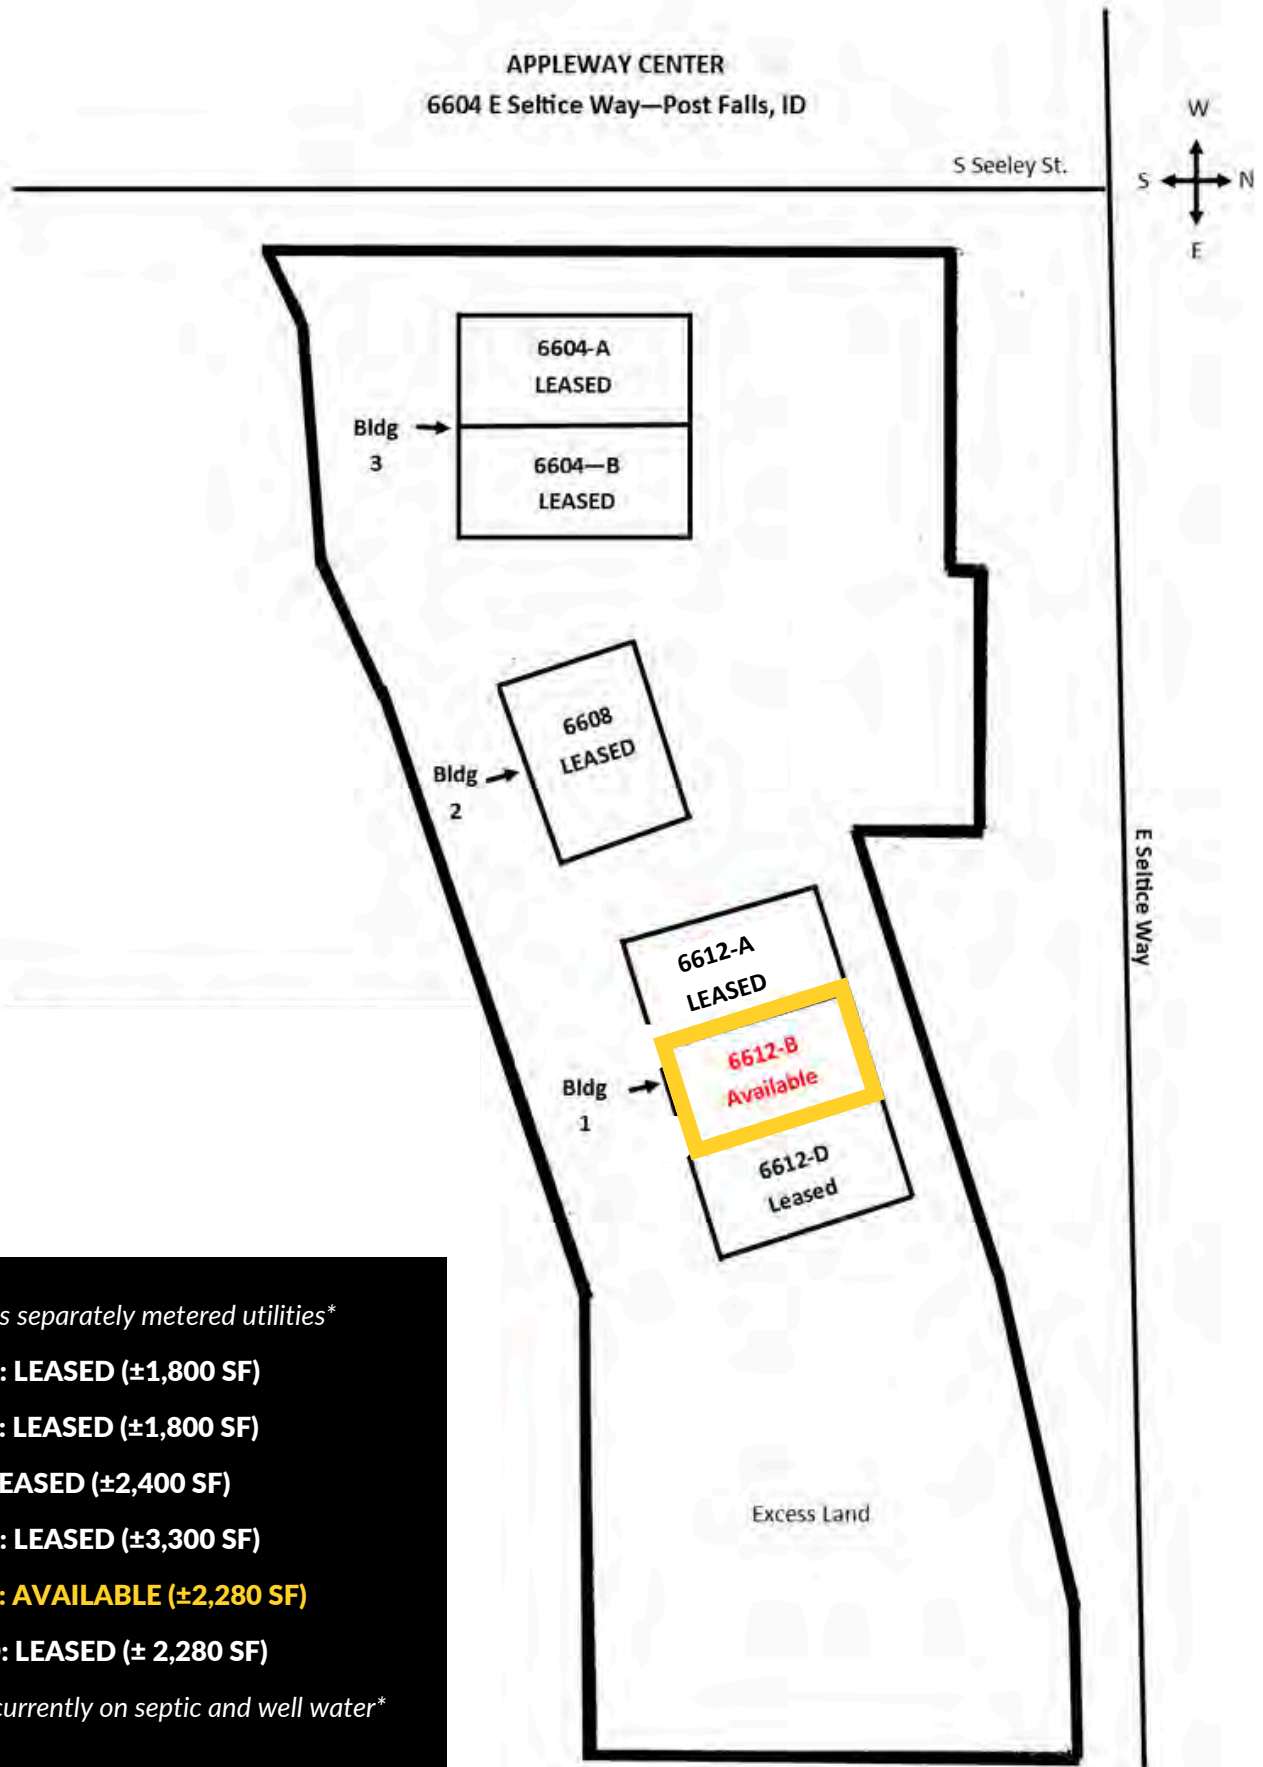 APPLEWAY CENTER
6604 E Seltice Way—Post Falls, ID
S Seeley St.
W
S N
E
6604-A
LEASED
Bldg
3
6604—B
LEASED
6608
LEASED
Bldg
2
E Seltice Way
6612-A
LEASED
6612-B
Available
Bldg
1
6612-D
Leased
s separately metered utilities*
: LEASED (±1,800 SF)
: LEASED (±1,800 SF)
EASED (±2,400 SF)
: LEASED (±3,300 SF)
: AVAILABLE (±2,280 SF)
: LEASED (± 2,280 SF)
currently on septic and well water*
Excess Land